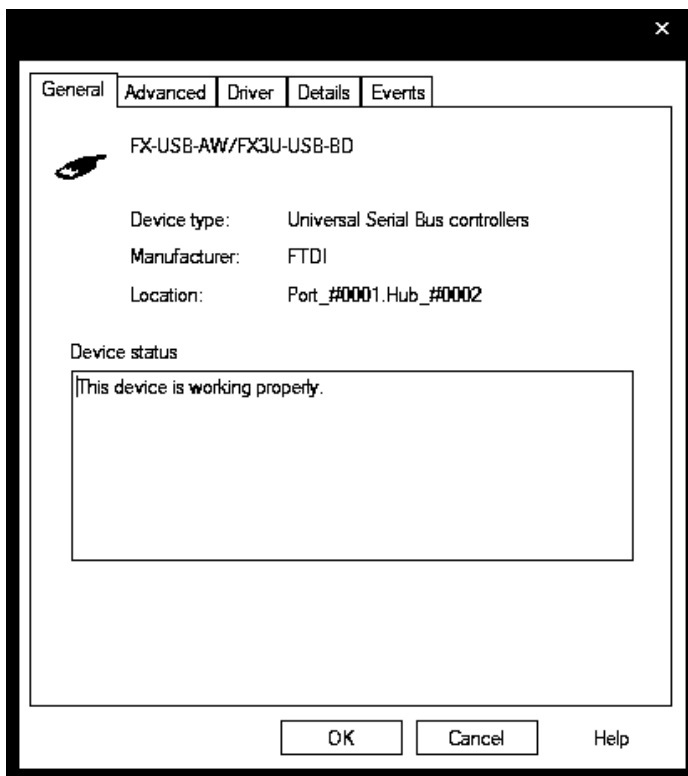 ×
General Advanced Driver Details Events
FX-USB-AW/FX3U-USB-BD
Device type: Universal Serial Bus controllers
Manufacturer: FTDI
Location: Port_#0001.Hub_#0002
Device status
This device is working properly.
OK Cancel Help